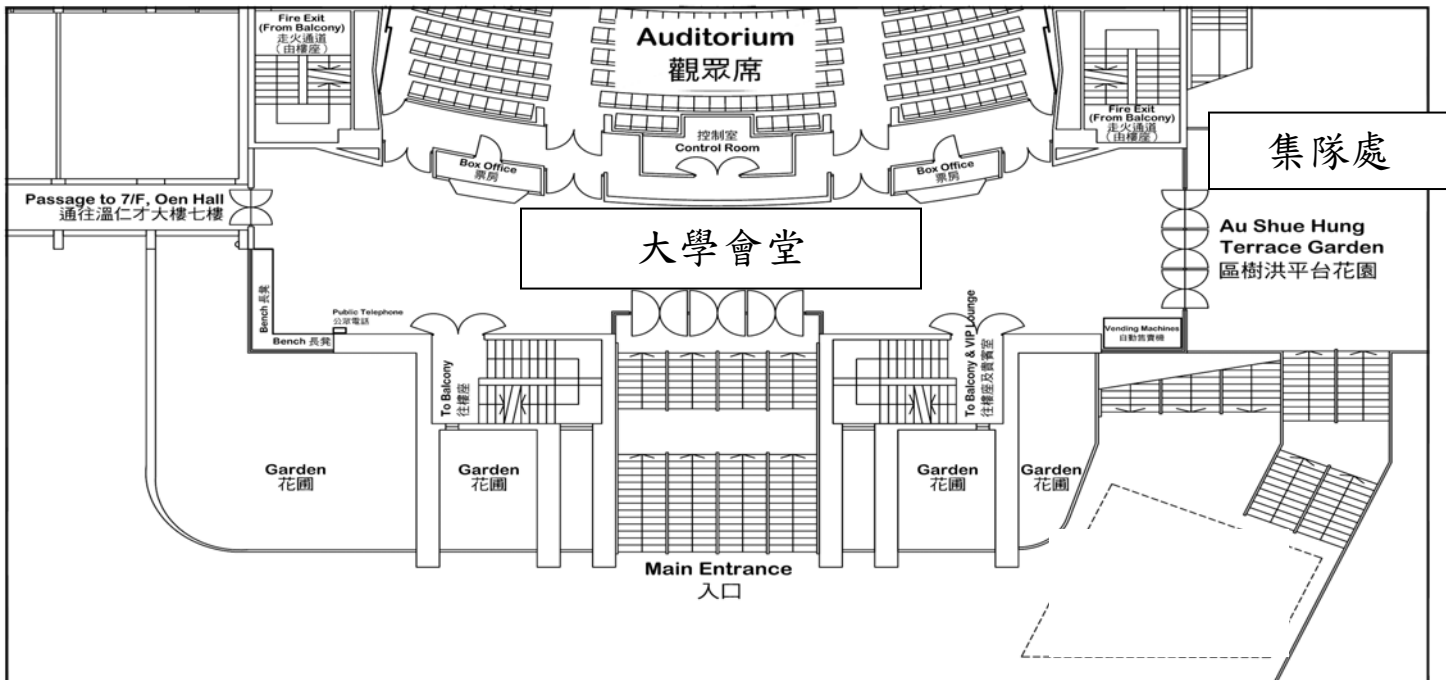 Fire Exit
(From Balcony)
走火通道
(由樓座)
Auditorium
觀眾席
控制室
Control Room
Fire Exit
(From Balcony)
走火通道
(由樓座)
集隊處
Box Office
票房
Box Office
票房
Passage to 7/F, Oen Hall
通往溫仁才大樓七樓
大學會堂
Au Shue Hung
Terrace Garden
區樹洪平台花園
Bench 長凳
Public Telephone
公眾電話
Bench 長凳
Vending Machines
自動售賣機
To Balcony
往樓座
To Balcony & VIP Lounge
往樓座及貴賓室
Garden
花圃
Garden
花圃
Garden
花圃
Garden
花圃
Main Entrance
入口